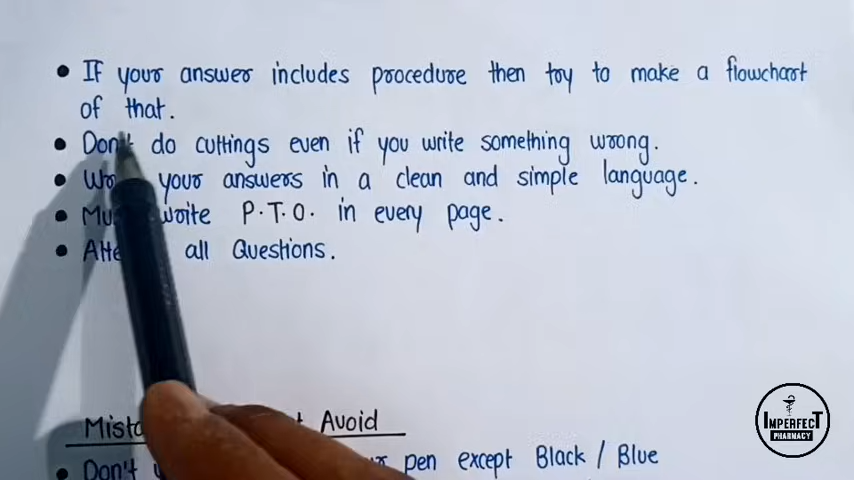 If your answer includes procedure then try to make a flowchart
of that.
Don't do cuttings even if you write something wrong.
your answers in a clean and simple language.
write P.T.O. in every page.
all Questions.
Avoid
Don't pen except Black / Blue
IMPERFECT
PHARMACY